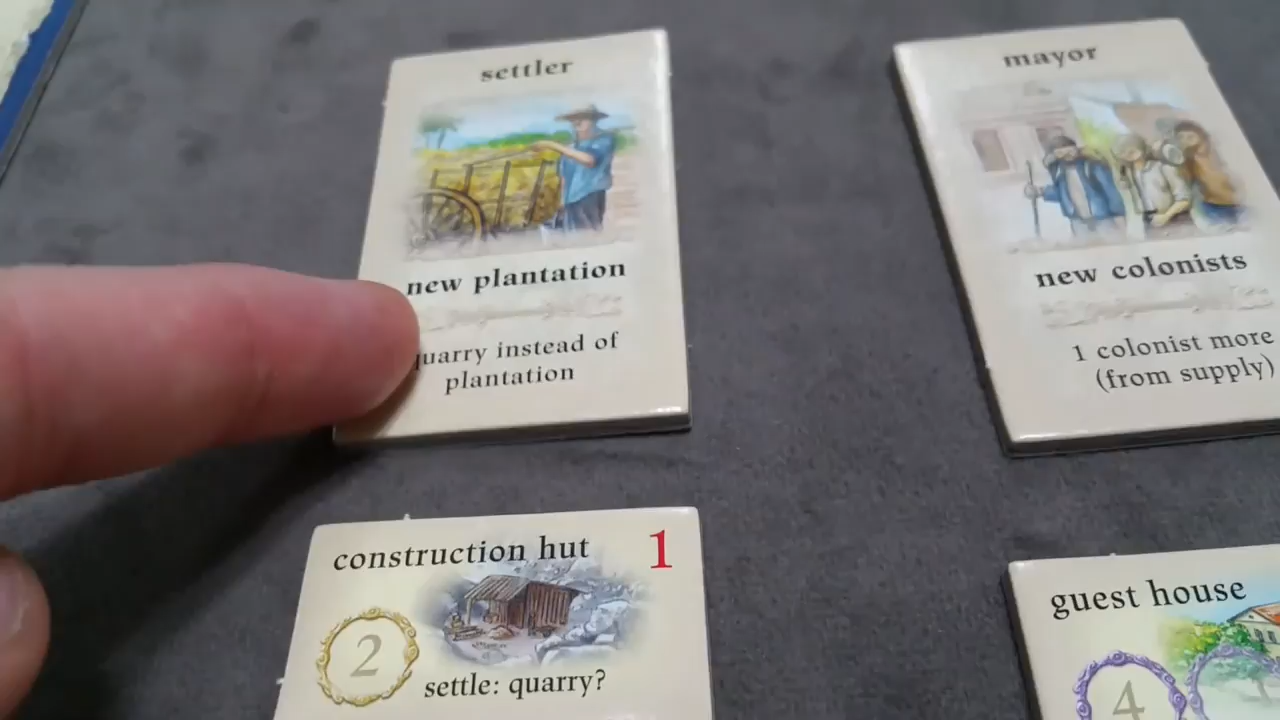 settler
new plantation
quarry instead of
plantation
mayor
new colonists
1 colonist more
(from supply)
construction hut
1
2
settle: quarry?
guest house
4